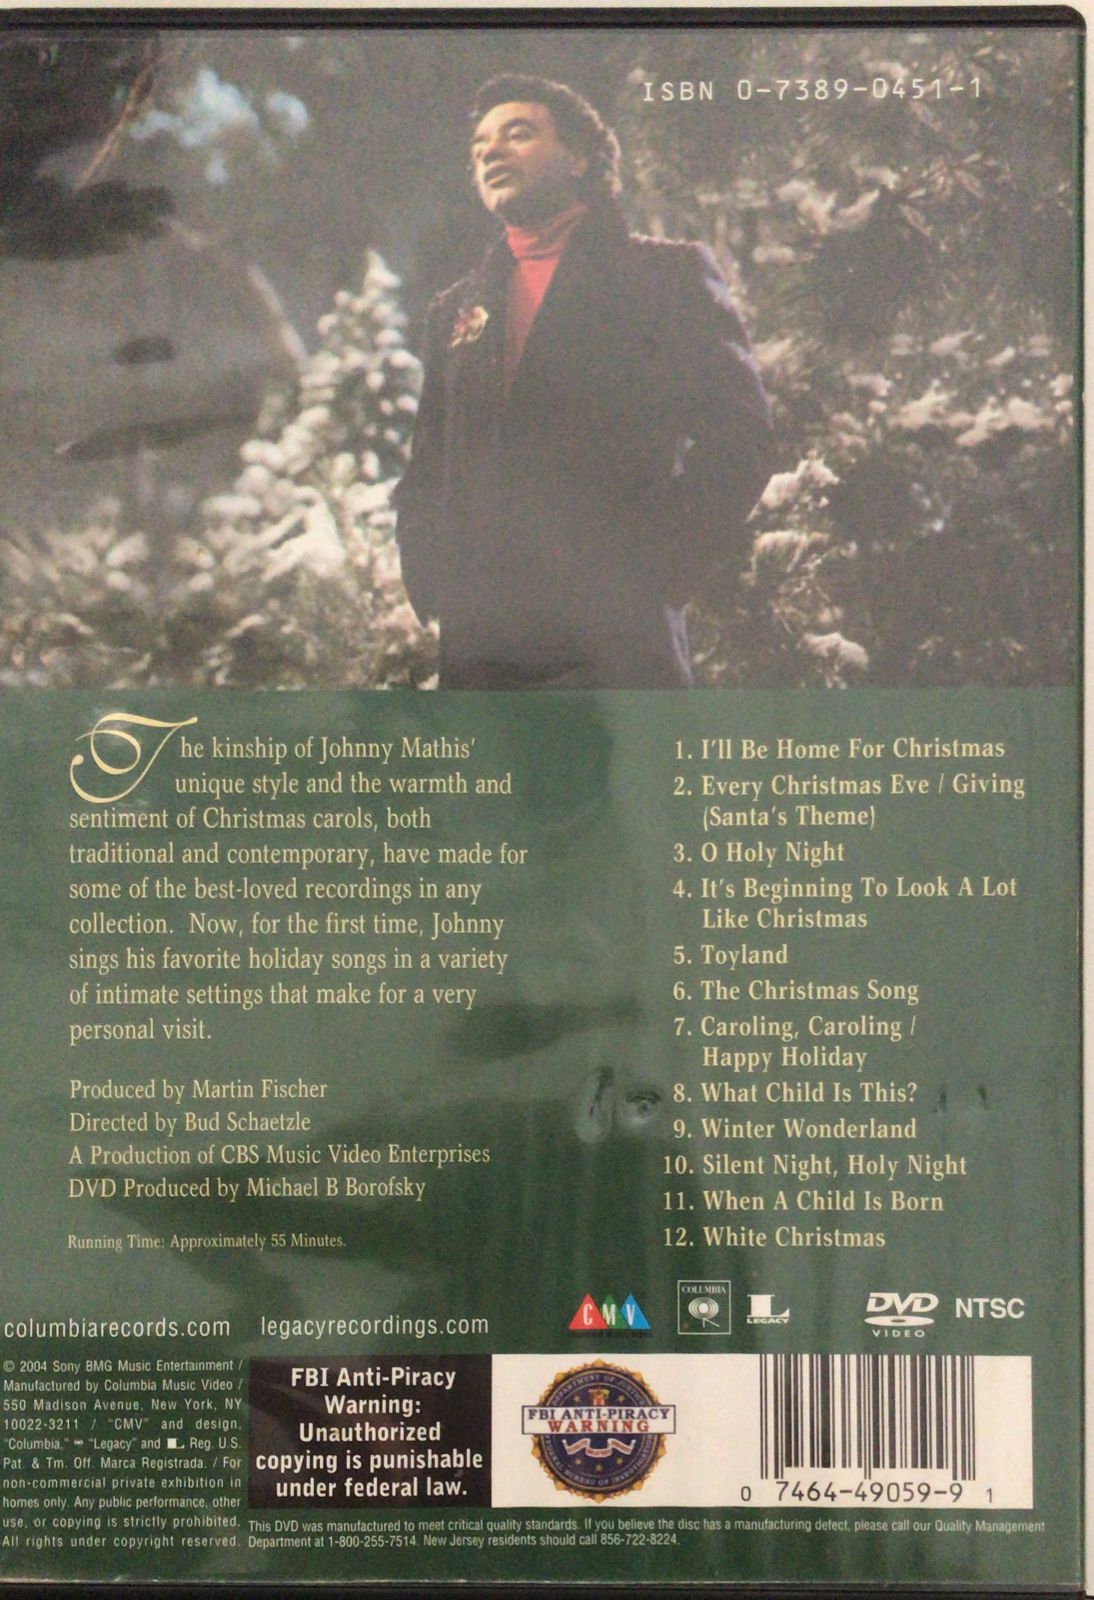 ISBN 0-7389-0451-1
The kinship of Johnny Mathis'
unique style and the warmth and
sentiment of Christmas carols, both
traditional and contemporary, have made for
some of the best-loved recordings in any
collection. Now, for the first time, Johnny
sings his favorite holiday songs in a variety
of intimate settings that make for a very
personal visit.
Produced by Martin Fischer
Directed by Bud Schaetzle
A Production of CBS Music Video Enterprises
DVD Produced by Michael B Borofsky
Running Time: Approximately 55 Minutes.
1. I'll Be Home For Christmas
2. Every Christmas Eve / Giving
(Santa's Theme)
3. O Holy Night
4. It's Beginning To Look A Lot
Like Christmas
5. Toyland
6. The Christmas Song
7. Caroling, Caroling /
Happy Holiday
8. What Child Is This?
9. Winter Wonderland
10. Silent Night, Holy Night
11. When A Child Is Born
12. White Christmas
columbiarecords.com legacyrecordings.com
CMV
COLUMBIA
L
LEGACY
DVD
VIDEO
NTSC
© 2004 Sony BMG Music Entertainment /
Manufactured by Columbia Music Video /
550 Madison Avenue, New York, NY
10022-3211 / "CMV" and design,
"Columbia," "Legacy" and L Reg. U.S.
Pat. & Tm. Off. Marca Registrada. / For
non-commercial private exhibition in
homes only. Any public performance, other
use, or copying is strictly prohibited.
All rights under copyright reserved.
FBI Anti-Piracy
Warning:
Unauthorized
copying is punishable
under federal law.
DEPARTMENT OF JUSTICE
FBI ANTI-PIRACY
WARNING
FEDERAL BUREAU OF INVESTIGATION
0 7464-49059-9 1
This DVD was manufactured to meet critical quality standards. If you believe the disc has a manufacturing defect, please call our Quality Management
Department at 1-800-255-7514. New Jersey residents should call 856-722-8224.